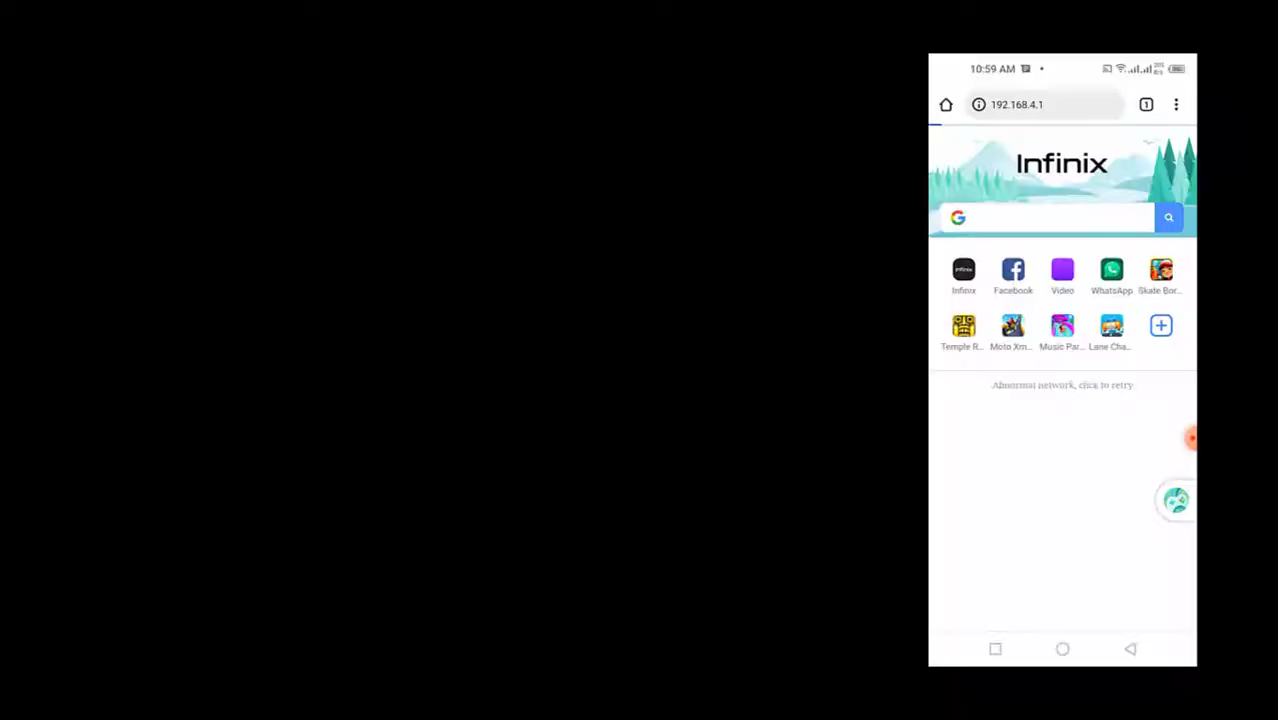 10:59 AM
192.168.4.1
1
Infinix
Infinix Facebook Video WhatsApp Skate Bor...
Temple R... Moto Xm... Music Par... Lane Cha...
Abnormal network, click to retry